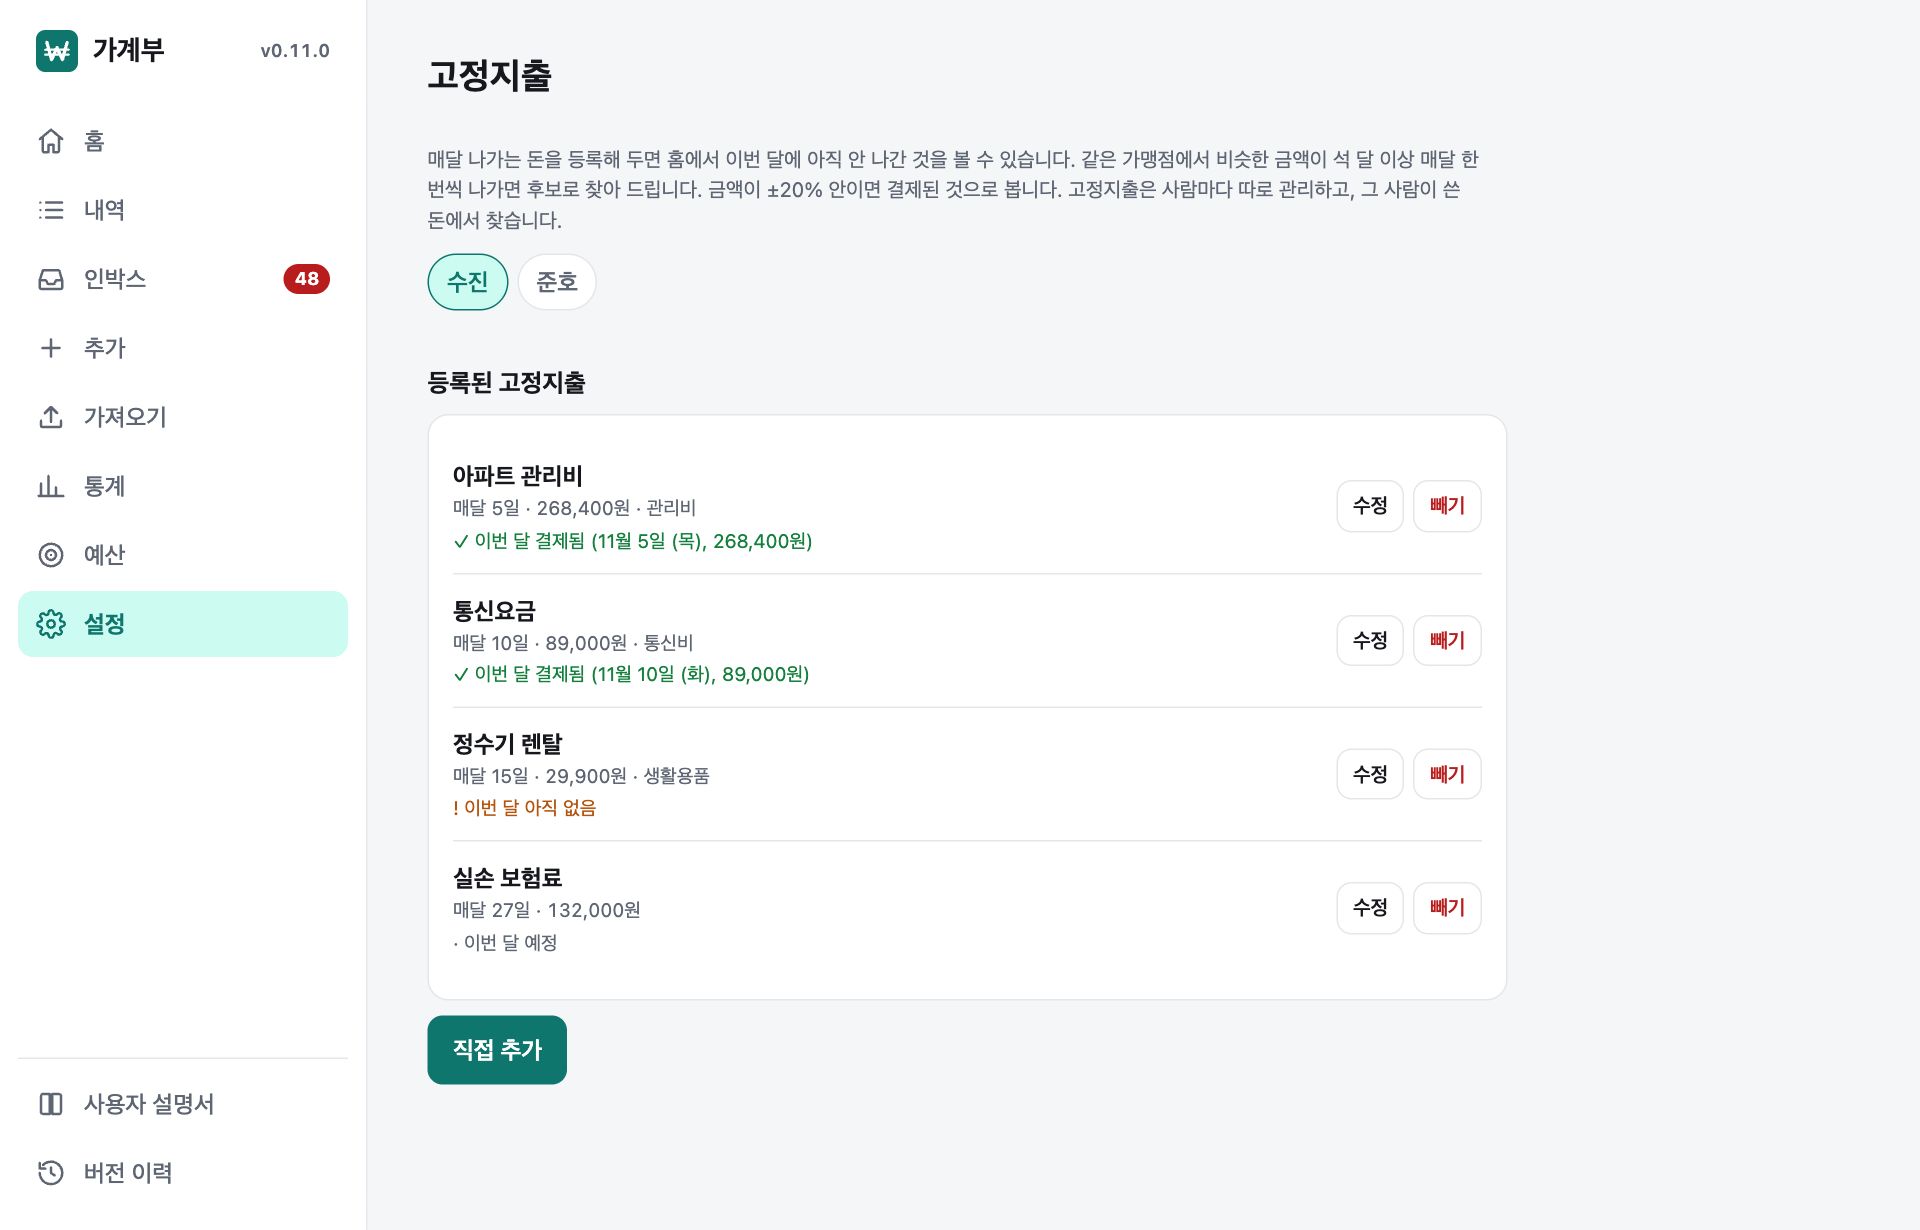 가계부
v0.11.0
홈
내역
인박스
48
추가
가져오기
통계
예산
설정
사용자 설명서
버전 이력
고정지출
매달 나가는 돈을 등록해 두면 홈에서 이번 달에 아직 안 나간 것을 볼 수 있습니다. 같은 가맹점에서 비슷한 금액이 석 달 이상 매달 한
번씩 나가면 후보로 찾아 드립니다. 금액이 ±20% 안이면 결제된 것으로 봅니다. 고정지출은 사람마다 따로 관리하고, 그 사람이 쓴
돈에서 찾습니다.
수진
준호
등록된 고정지출
아파트 관리비
매달 5일 · 268,400원 · 관리비
✓ 이번 달 결제됨 (11월 5일 (목), 268,400원)
수정
빼기
통신요금
매달 10일 · 89,000원 · 통신비
✓ 이번 달 결제됨 (11월 10일 (화), 89,000원)
수정
빼기
정수기 렌탈
매달 15일 · 29,900원 · 생활용품
! 이번 달 아직 없음
수정
빼기
실손 보험료
매달 27일 · 132,000원
· 이번 달 예정
수정
빼기
직접 추가